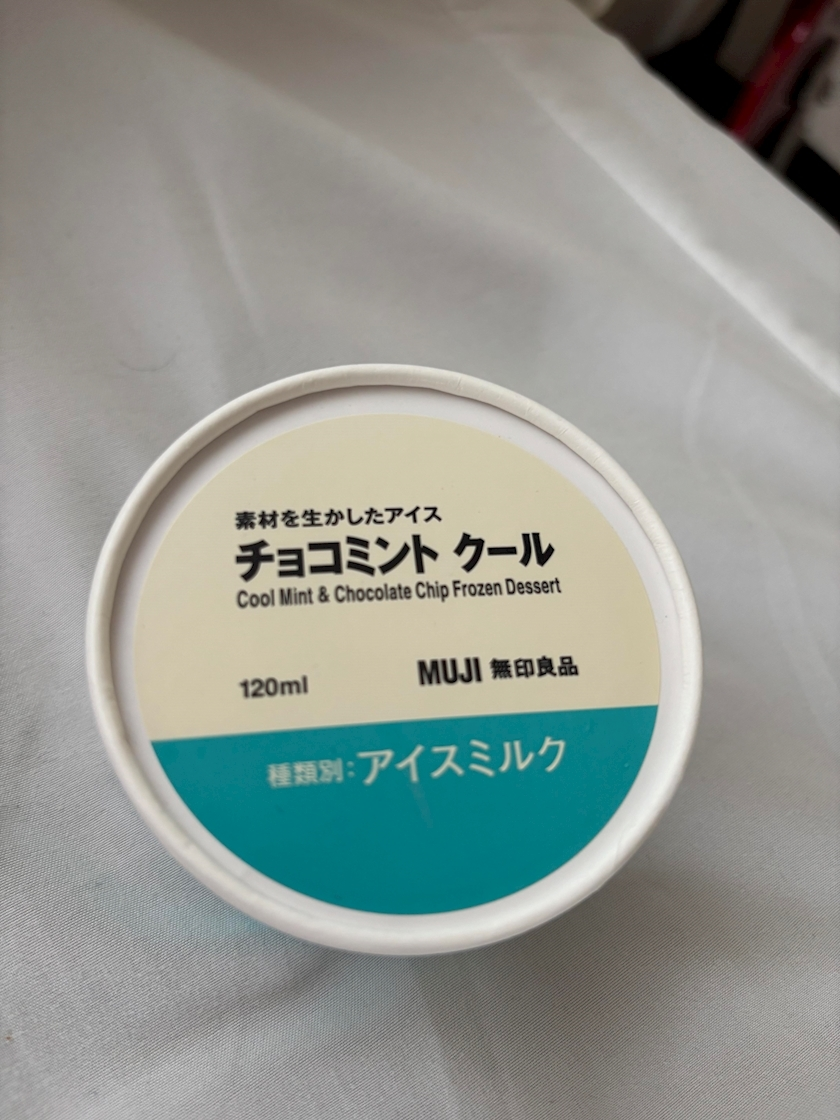 素材を生かしたアイス
チョコミント クール
Cool Mint & Chocolate Chip Frozen Dessert
120ml
MUJI 無印良品
種類別:アイスミルク